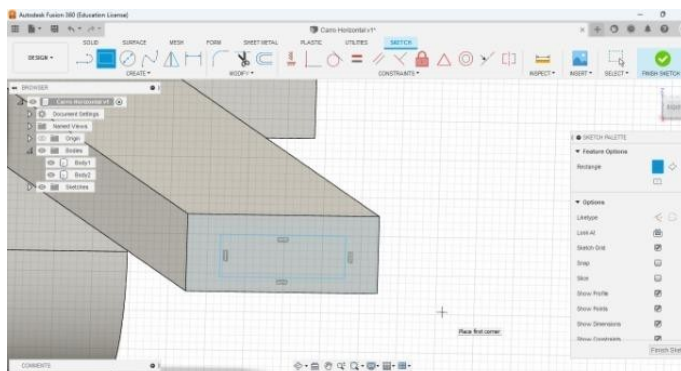 Autodesk Fusion 360 (Education License)
Carro Horizontal v1*
SOLID SURFACE MESH FORM SHEET METAL PLASTIC UTILITIES SKETCH
DESIGN
CREATE MODIFY CONSTRAINTS INSPECT INSERT SELECT FINISH SKETCH
BROWSER
Carro Horizontal v1
Document Settings
Named Views
Origin
Bodies
Body1
Body2
Sketches
SKETCH PALETTE
Feature Options
Rectangle
Options
Linetype
Look At
Sketch Grid
Snap
Slice
Show Profile
Show Points
Show Dimensions
Show Constraints
Finish Sket
Place first corner
COMMENTS